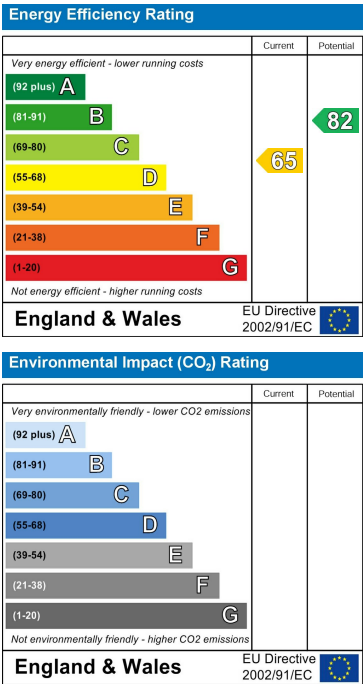 Energy Efficiency Rating
Current Potential
Very energy efficient - lower running costs
(92 plus) A
(81-91) B
82
(69-80) C
65
(55-68) D
(39-54) E
(21-38) F
(1-20) G
Not energy efficient - higher running costs
England & Wales
EU Directive
2002/91/EC
Environmental Impact (CO₂) Rating
Current Potential
Very environmentally friendly - lower CO2 emissions
(92 plus) A
(81-91) B
(69-80) C
(55-68) D
(39-54) E
(21-38) F
(1-20) G
Not environmentally friendly - higher CO2 emissions
England & Wales
EU Directive
2002/91/EC